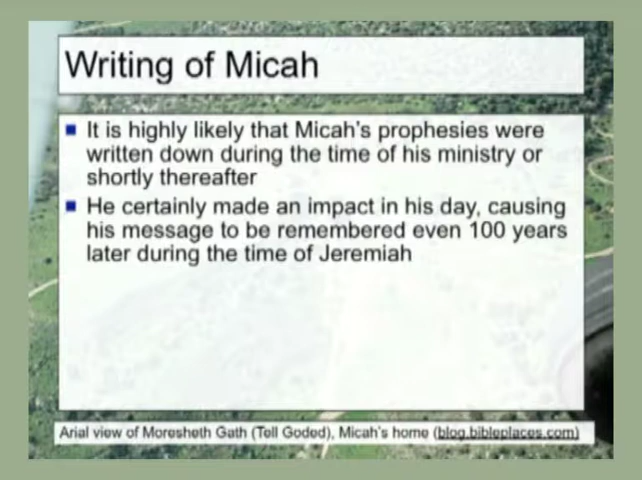 Writing of Micah
It is highly likely that Micah's prophesies were
written down during the time of his ministry or
shortly thereafter
He certainly made an impact in his day, causing
his message to be remembered even 100 years
later during the time of Jeremiah
Arial view of Moresheth Gath (Tell Goded), Micah's home (blog.bibleplaces.com)